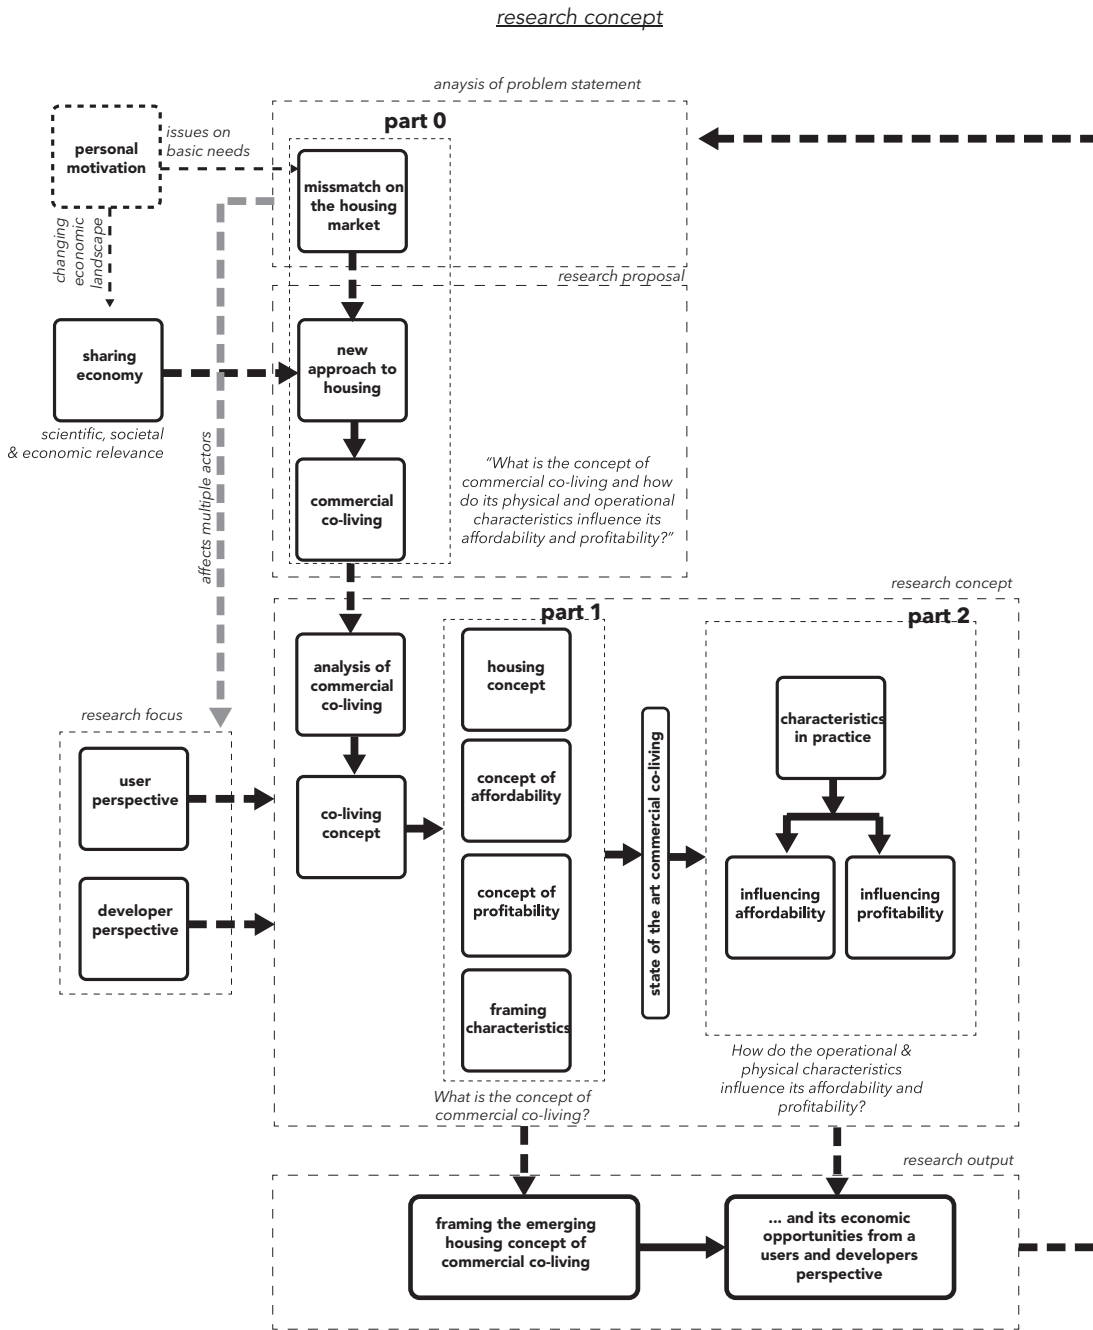 research concept
anaysis of problem statement
part 0
personal
motivation
issues on
basic needs
missmatch on
the housing
market
changing
economic
landscape
research proposal
sharing
economy
new
approach to
housing
scientific, societal
& economic relevance
affects multiple actors
commercial
co-living
"What is the concept of
commercial co-living and how
do its physical and operational
characteristics influence its
affordability and profitability?"
research concept
part 1
part 2
analysis of
commercial
co-living
housing
concept
characteristics
in practice
research focus
user
perspective
co-living
concept
concept of
affordability
state of the art commercial co-living
developer
perspective
concept of
profitability
influencing
affordability
influencing
profitability
framing
characteristics
What is the concept of
commercial co-living?
How do the operational &
physical characteristics
influence its affordability and
profitability?
research output
framing the emerging
housing concept of
commercial co-living
... and its economic
opportunities from a
users and developers
perspective